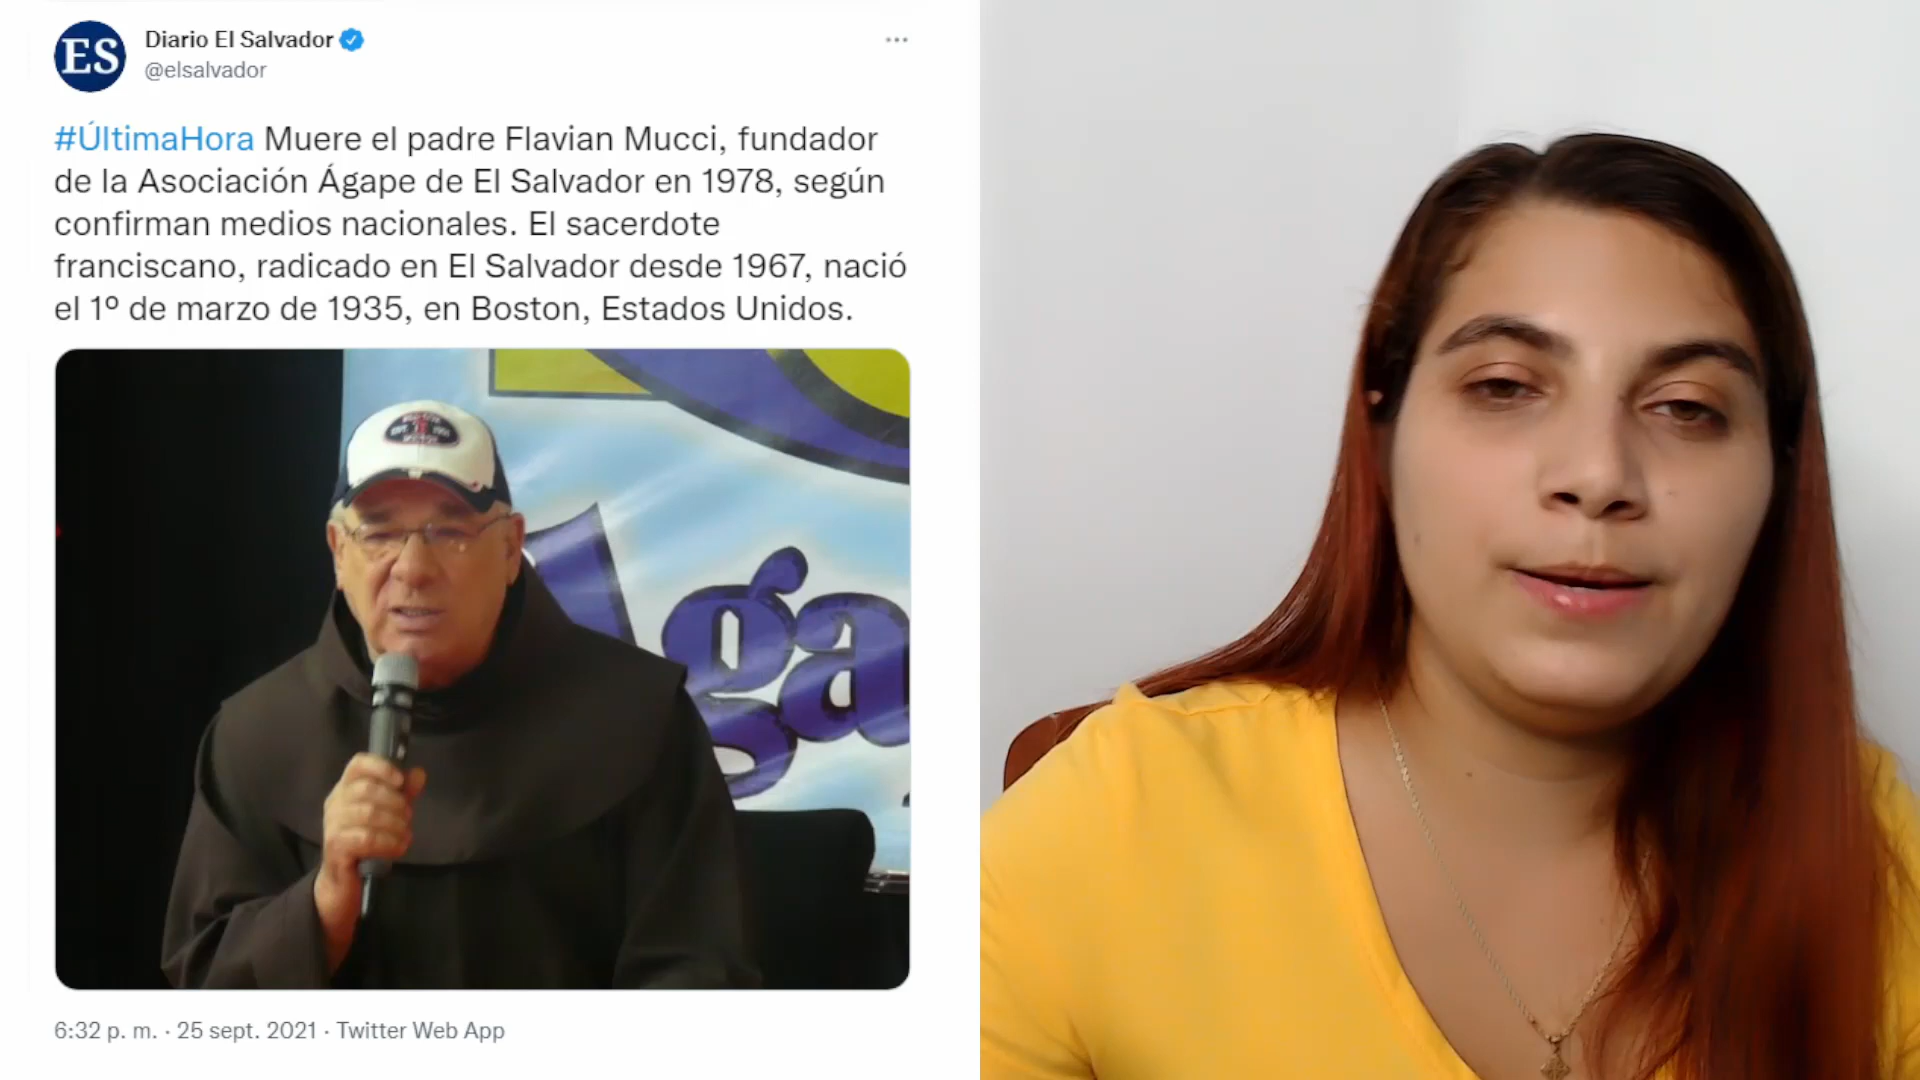 ES
Diario El Salvador
@elsalvador
#ÚltimaHora Muere el padre Flavian Mucci, fundador
de la Asociación Ágape de El Salvador en 1978, según
confirman medios nacionales. El sacerdote
franciscano, radicado en El Salvador desde 1967, nació
el 1º de marzo de 1935, en Boston, Estados Unidos.
Aga
6:32 p. m. · 25 sept. 2021 · Twitter Web App